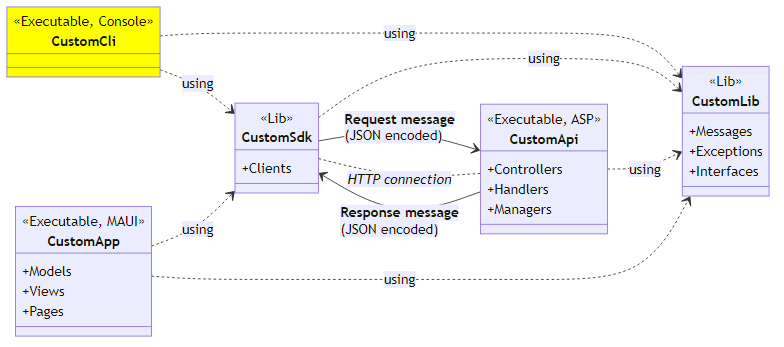 «Executable, Console»
CustomCli
using
using
using
«Lib»
CustomSdk
+Clients
Request message
(JSON encoded)
HTTP connection
Response message
(JSON encoded)
«Executable, ASP»
CustomApi
+Controllers
+Handlers
+Managers
using
«Lib»
CustomLib
+Messages
+Exceptions
+Interfaces
«Executable, MAUI»
CustomApp
+Models
+Views
+Pages
using
using